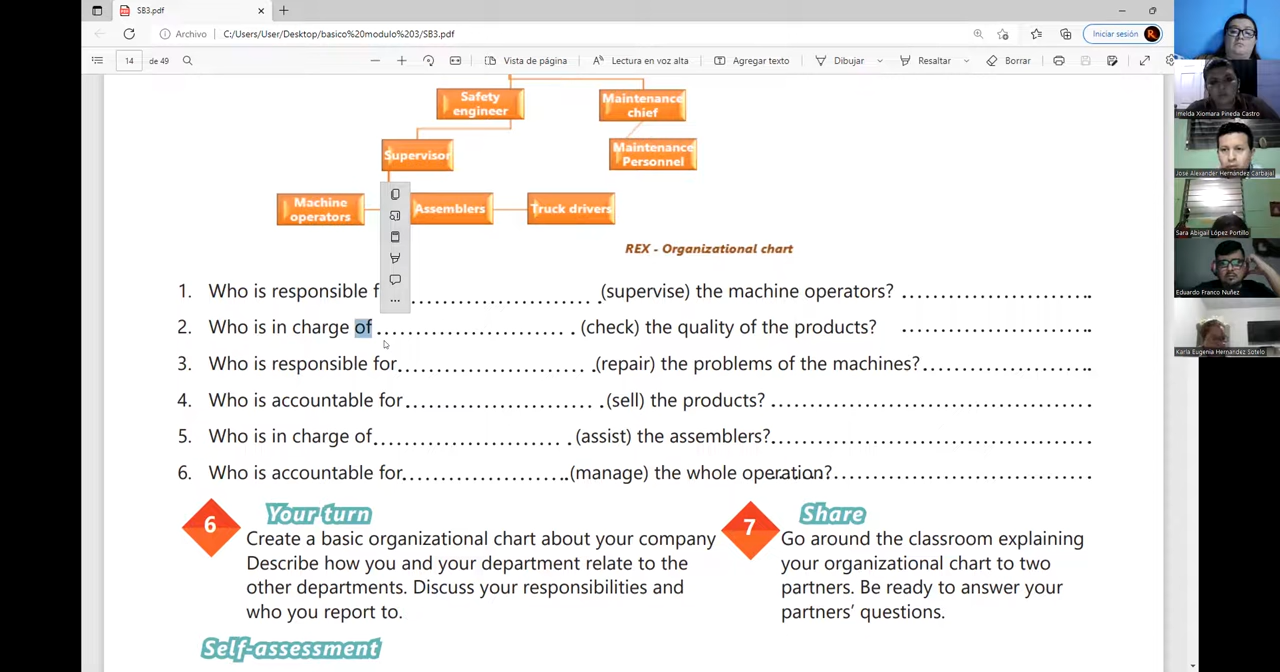 SB3.pdf
Archivo C:/Users/User/Desktop/basico%20modulo%203/SB3.pdf
Iniciar sesión R
14 de 49
Vista de página
Lectura en voz alta
Agregar texto
Dibujar
Resaltar
Borrar
Safety engineer
Maintenance chief
Supervisor
Maintenance Personnel
Machine operators
Assemblers
Truck drivers
REX - Organizational chart
1. Who is responsible f ........................ .(supervise) the machine operators? ..........................
2. Who is in charge of .......................... (check) the quality of the products? ..........................
3. Who is responsible for......................... .(repair) the problems of the machines?.......................
4. Who is accountable for........................ .(sell) the products? .............................................
5. Who is in charge of......................... .(assist) the assemblers?.............................................
6. Who is accountable for.....................(manage) the whole operation?....................................
6 Your turn
Create a basic organizational chart about your company
Describe how you and your department relate to the
other departments. Discuss your responsibilities and
who you report to.
7 Share
Go around the classroom explaining
your organizational chart to two
partners. Be ready to answer your
partners' questions.
Self-assessment
Imelda Xiomara Pineda Castro
José Alexander Hernández Carbajal
Sara Abigail López Portillo
Eduardo Franco Nuñez
Karla Eugenia Hernandez Sotelo